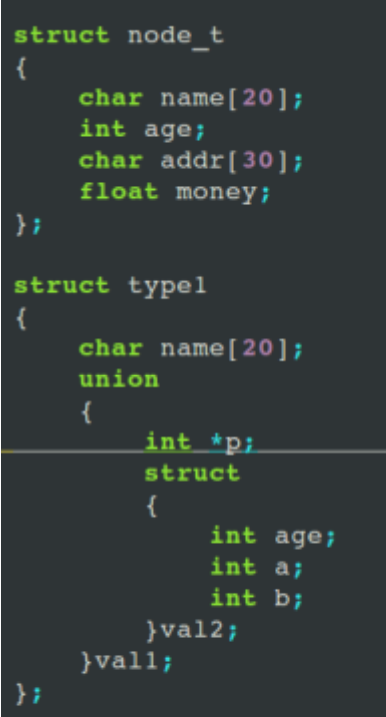 struct node_t
{
    char name[20];
    int age;
    char addr[30];
    float money;
};

struct type1
{
    char name[20];
    union
    {
        int *p;
        struct
        {
            int age;
            int a;
            int b;
        }val2;
    }val1;
};